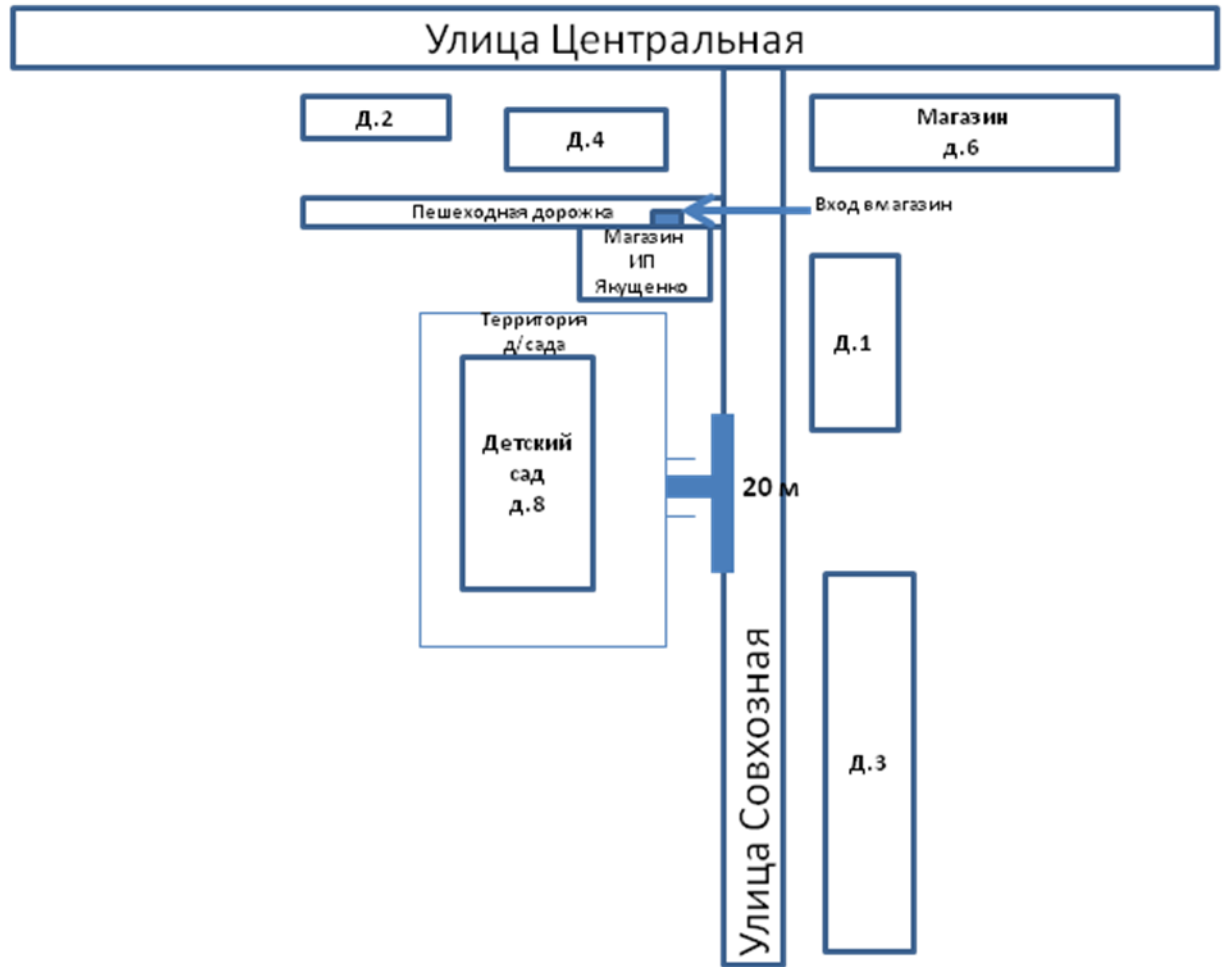 Улица Центральная
Д.2
Д.4
Магазин
д.6
Пешеходная дорожка
Вход в магазин
Магазин
ИП
Якущенко
Д.1
Территория
д/сада
Детский
сад
д.8
20 м
Улица Совхозная
Д.3